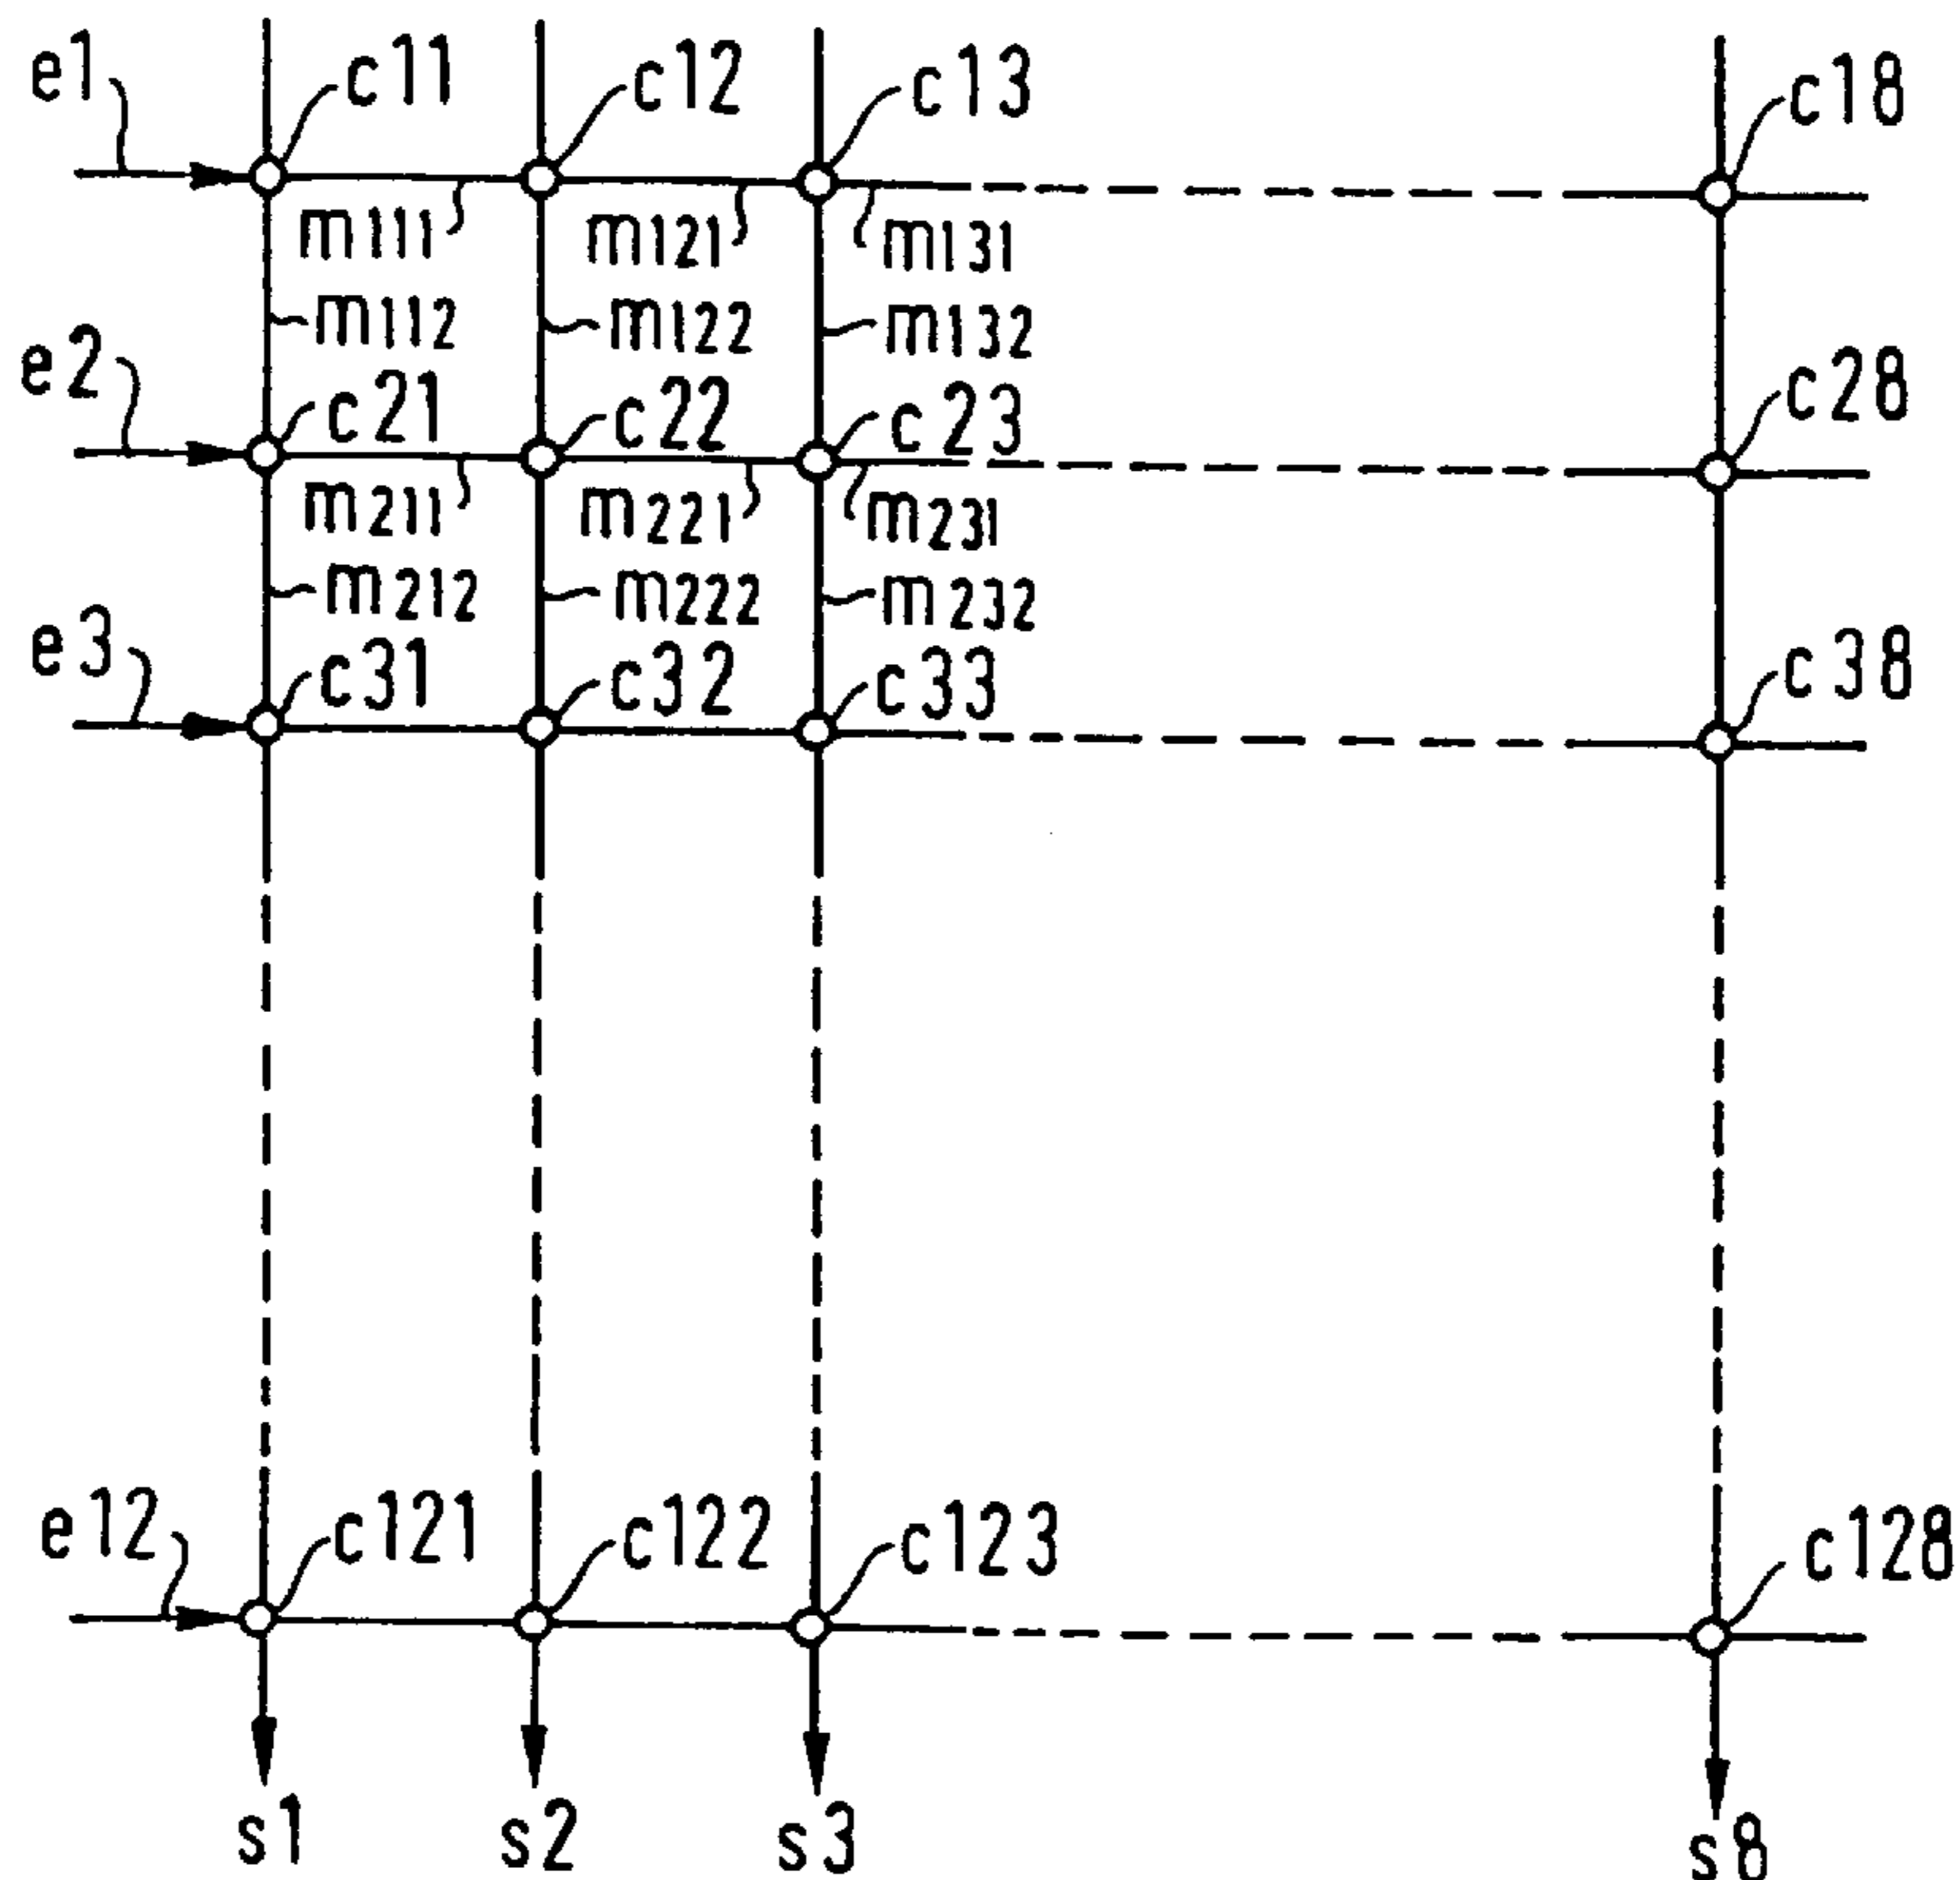 e1 c11 c12 c13 c18
m111 m121 m131
m112 m122 m132
e2 c21 c22 c23 c28
m211 m221 m231
m212 m222 m232
e3 c31 c32 c33 c38
e12 c121 c122 c123 c128
s1 s2 s3 s8